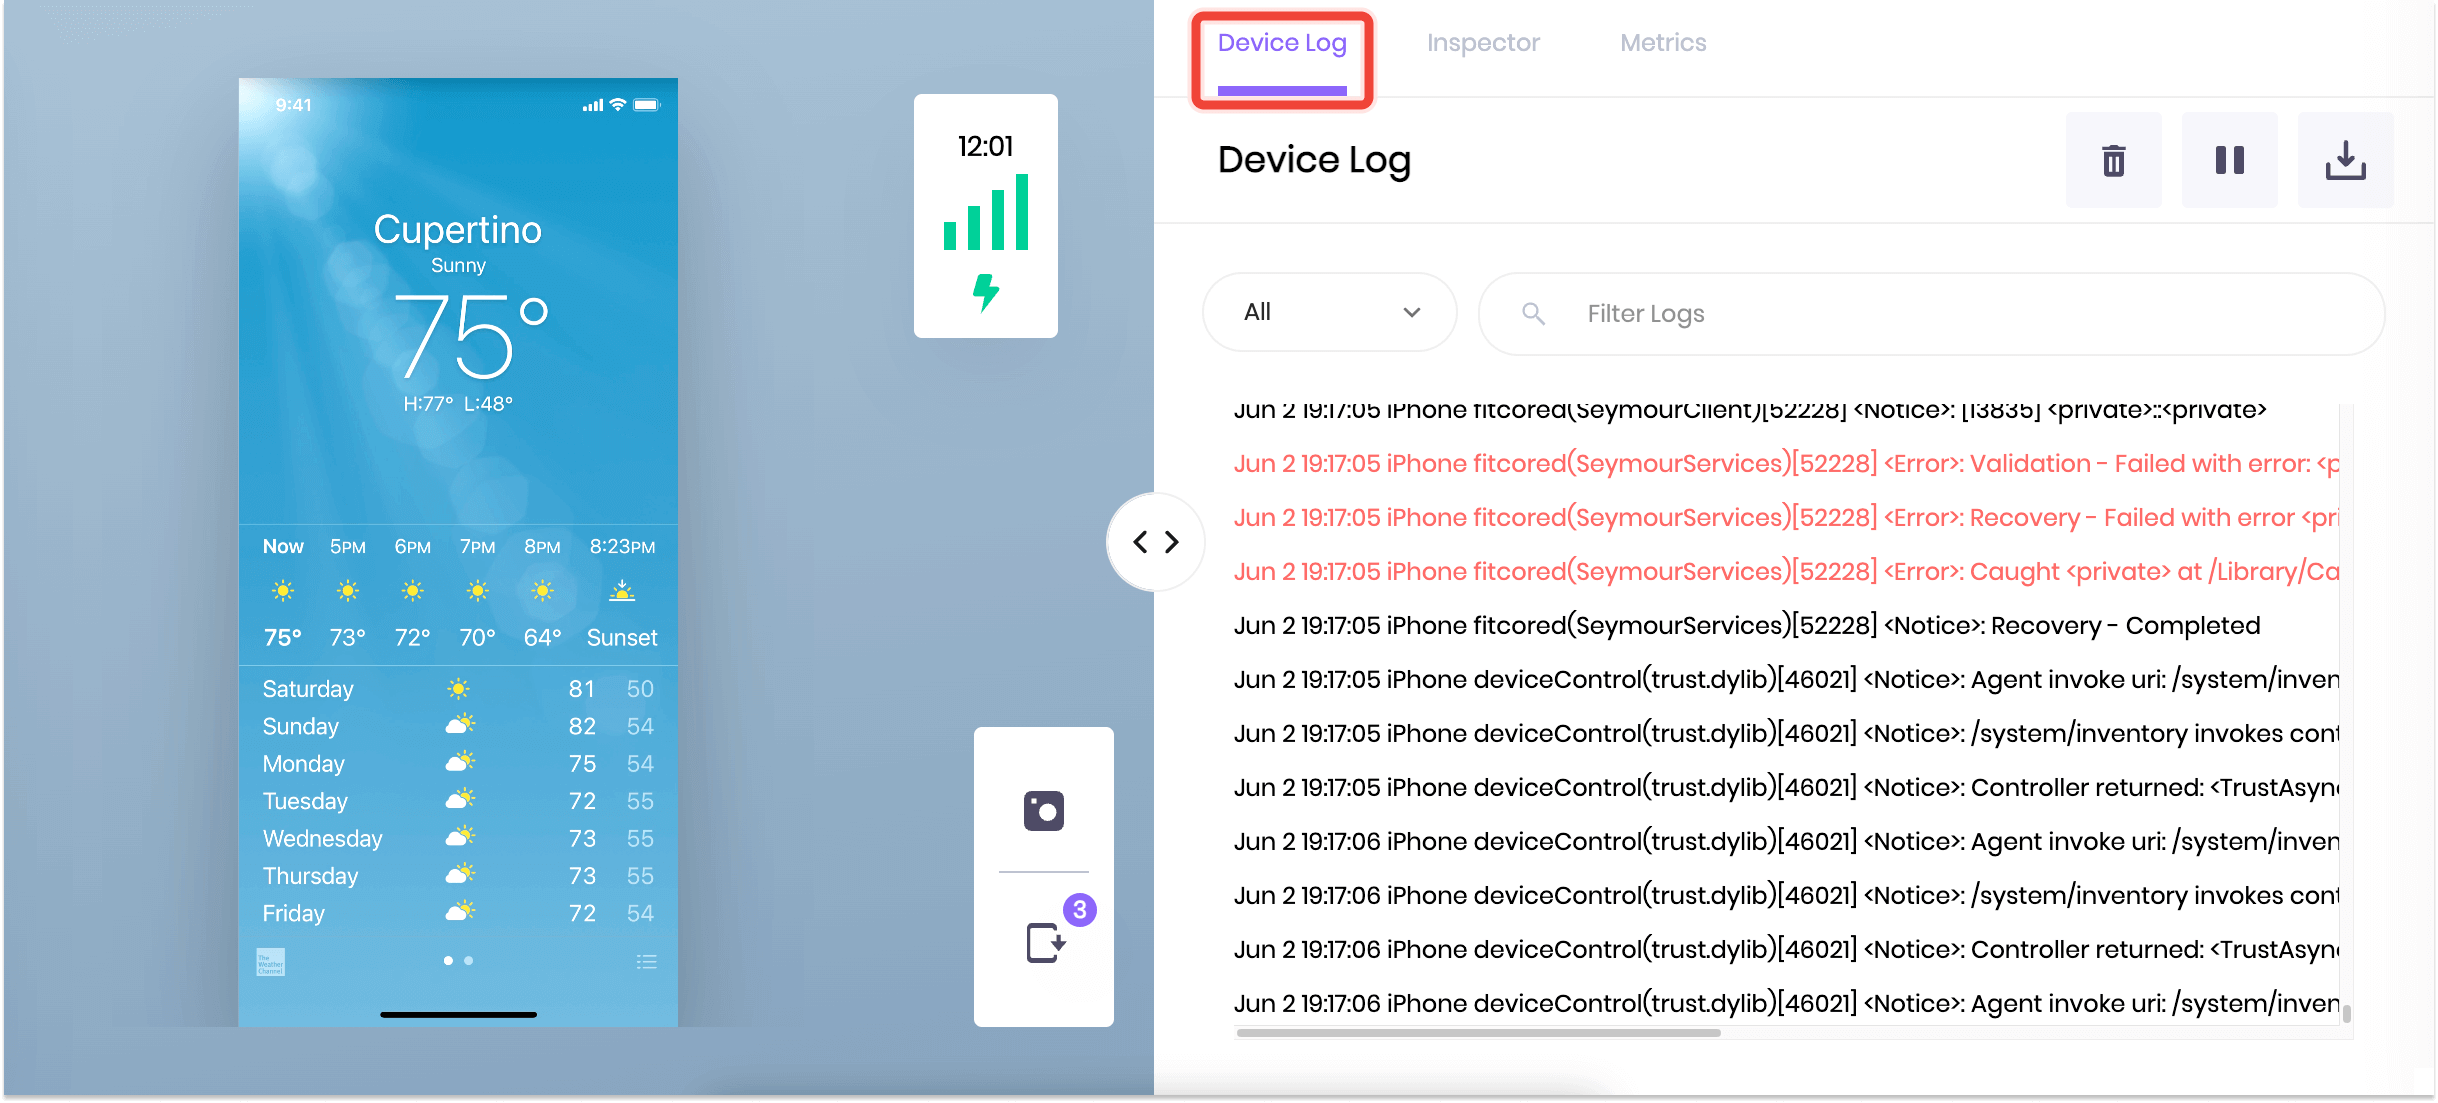 9:41
Cupertino
Sunny
75°
H:77° L:48°
Now 5PM 6PM 7PM 8PM 8:23PM
75° 73° 72° 70° 64° Sunset
Saturday 81 50
Sunday 82 54
Monday 75 54
Tuesday 72 55
Wednesday 73 55
Thursday 73 55
Friday 72 54
The
Weather
Channel
12:01
3
Device Log Inspector Metrics
Device Log
All
Filter Logs
Jun 2 19:17:05 iPhone fitcored(SeymourClient)[52228] <Notice>: [13835] <private>::<private>
Jun 2 19:17:05 iPhone fitcored(SeymourServices)[52228] <Error>: Validation - Failed with error: <p
Jun 2 19:17:05 iPhone fitcored(SeymourServices)[52228] <Error>: Recovery - Failed with error <pri
Jun 2 19:17:05 iPhone fitcored(SeymourServices)[52228] <Error>: Caught <private> at /Library/Ca
Jun 2 19:17:05 iPhone fitcored(SeymourServices)[52228] <Notice>: Recovery - Completed
Jun 2 19:17:05 iPhone deviceControl(trust.dylib)[46021] <Notice>: Agent invoke uri: /system/inven
Jun 2 19:17:05 iPhone deviceControl(trust.dylib)[46021] <Notice>: /system/inventory invokes cont
Jun 2 19:17:05 iPhone deviceControl(trust.dylib)[46021] <Notice>: Controller returned: <TrustAsync
Jun 2 19:17:06 iPhone deviceControl(trust.dylib)[46021] <Notice>: Agent invoke uri: /system/inven
Jun 2 19:17:06 iPhone deviceControl(trust.dylib)[46021] <Notice>: /system/inventory invokes cont
Jun 2 19:17:06 iPhone deviceControl(trust.dylib)[46021] <Notice>: Controller returned: <TrustAsync
Jun 2 19:17:06 iPhone deviceControl(trust.dylib)[46021] <Notice>: Agent invoke uri: /system/inven